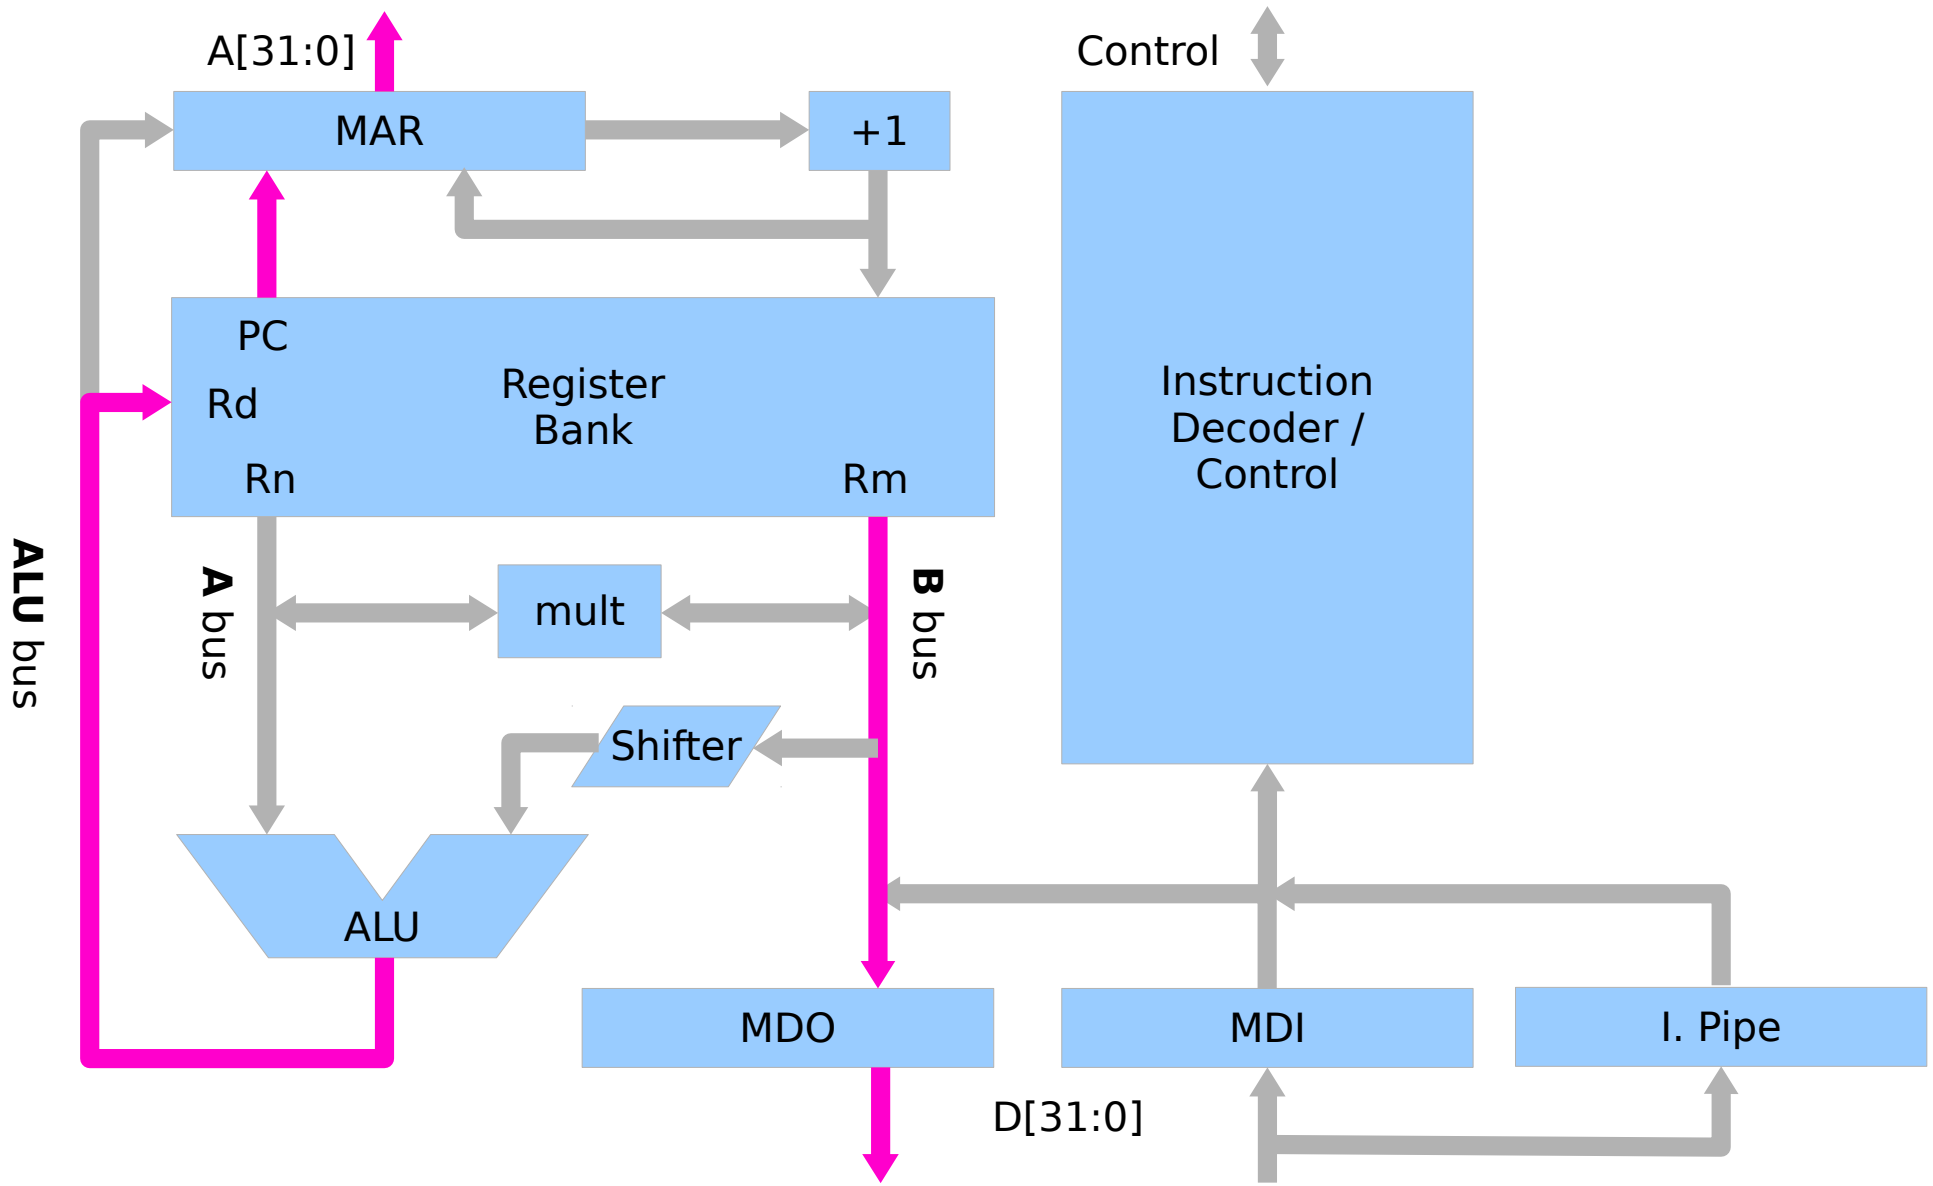 A[31:0]
Control
MAR
+1
PC
Rd
Register
Bank
Rn
Rm
Instruction
Decoder /
Control
ALU bus
A bus
mult
B bus
Shifter
ALU
MDO
MDI
I. Pipe
D[31:0]